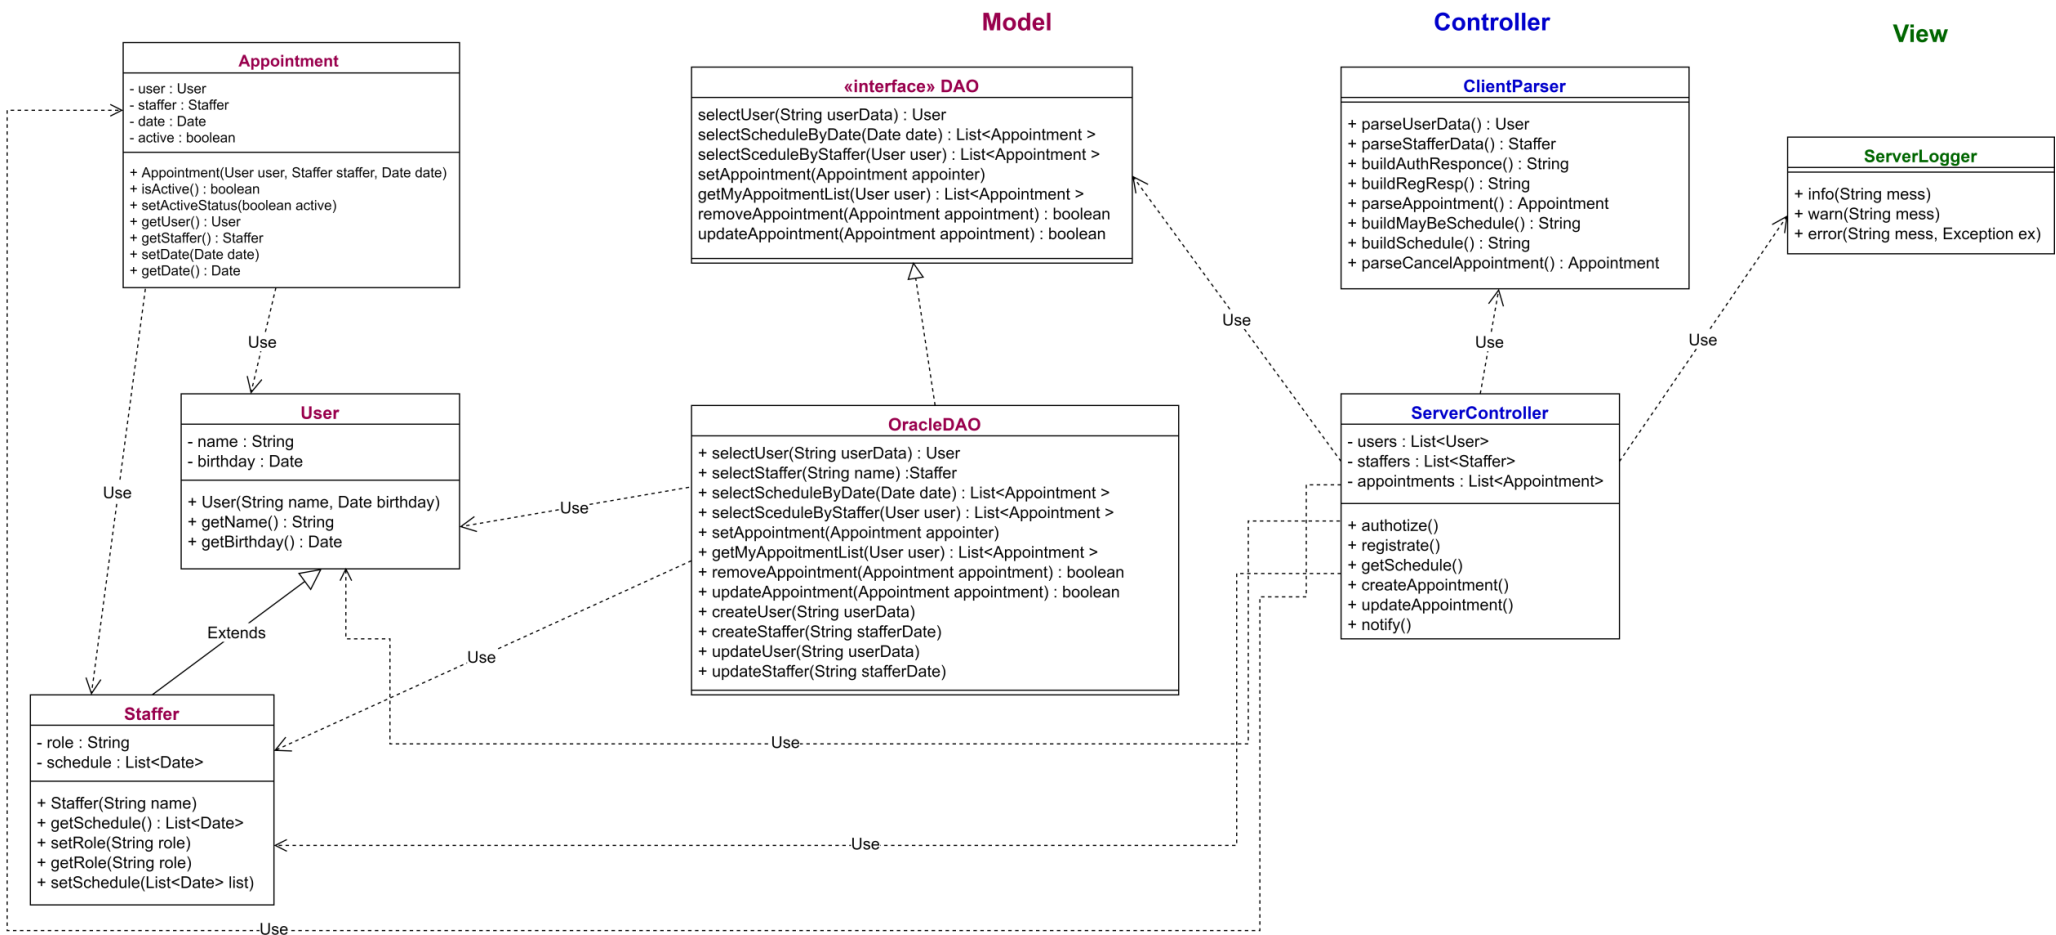 Model
Controller
View
Appointment
- user : User
- staffer : Staffer
- date : Date
- active : boolean
+ Appointment(User user, Staffer staffer, Date date)
+ isActive() : boolean
+ setActiveStatus(boolean active)
+ getUser() : User
+ getStaffer() : Staffer
+ setDate(Date date)
+ getDate() : Date
«interface» DAO
selectUser(String userData) : User
selectScheduleByDate(Date date) : List<Appointment >
selectSceduleByStaffer(User user) : List<Appointment >
setAppointment(Appointment appointer)
getMyAppoitmentList(User user) : List<Appointment >
removeAppointment(Appointment appointment) : boolean
updateAppointment(Appointment appointment) : boolean
ClientParser
+ parseUserData() : User
+ parseStafferData() : Staffer
+ buildAuthResponce() : String
+ buildRegResp() : String
+ parseAppointment() : Appointment
+ buildMayBeSchedule() : String
+ buildSchedule() : String
+ parseCancelAppointment() : Appointment
ServerLogger
+ info(String mess)
+ warn(String mess)
+ error(String mess, Exception ex)
Use
Use
Use
Use
User
- name : String
- birthday : Date
+ User(String name, Date birthday)
+ getName() : String
+ getBirthday() : Date
OracleDAO
+ selectUser(String userData) : User
+ selectStaffer(String name) :Staffer
+ selectScheduleByDate(Date date) : List<Appointment >
+ selectSceduleByStaffer(User user) : List<Appointment >
+ setAppointment(Appointment appointer)
+ getMyAppoitmentList(User user) : List<Appointment >
+ removeAppointment(Appointment appointment) : boolean
+ updateAppointment(Appointment appointment) : boolean
+ createUser(String userData)
+ createStaffer(String stafferDate)
+ updateUser(String userData)
+ updateStaffer(String stafferDate)
ServerController
- users : List<User>
- staffers : List<Staffer>
- appointments : List<Appointment>
+ authotize()
+ registrate()
+ getSchedule()
+ createAppointment()
+ updateAppointment()
+ notify()
Use
Use
Extends
Use
Staffer
- role : String
- schedule : List<Date>
+ Staffer(String name)
+ getSchedule() : List<Date>
+ setRole(String role)
+ getRole(String role)
+ setSchedule(List<Date> list)
Use
Use
Use